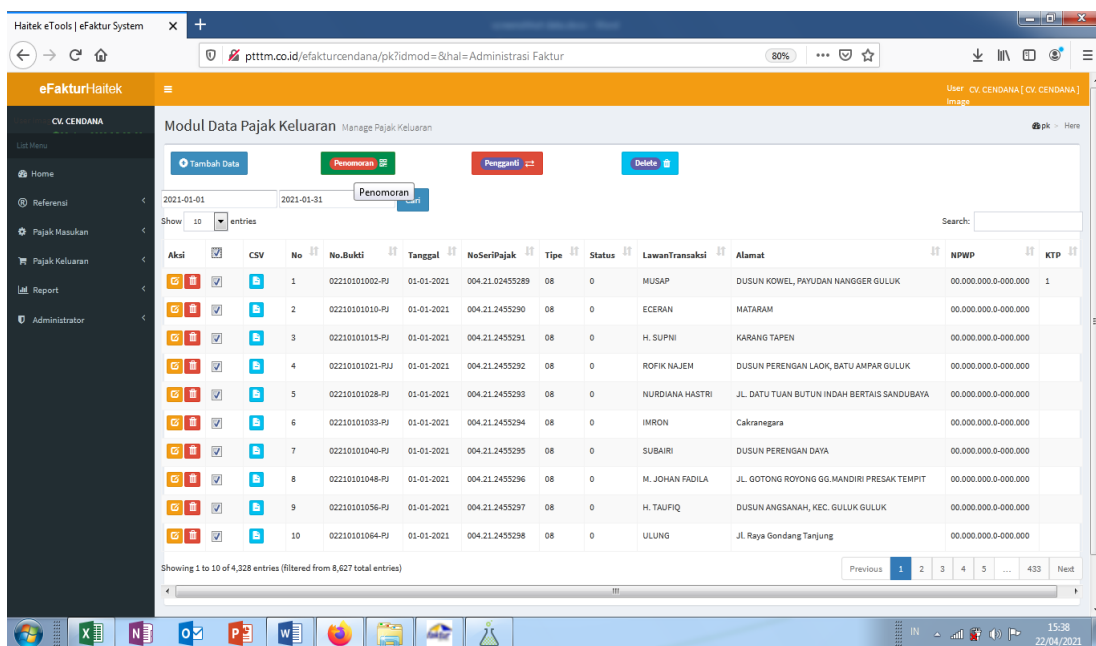 Haitek eTools | eFaktur System
ptttm.co.id/efakturcendana/pk?idmod=&hal=Administrasi Faktur
80%
eFakturHaitek
User Image CV. CENDANA [ CV. CENDANA ]
CV. CENDANA
List Menu
Home
Referensi
Pajak Masukan
Pajak Keluaran
Report
Administrator
Modul Data Pajak Keluaran Manage Pajak Keluaran
pk > Here
Tambah Data
Penomoran
Pengganti
Delete
Penomoran
2021-01-01 2021-01-31
Show 10 entries
Search:
Aksi CSV No No.Bukti Tanggal NoSeriPajak Tipe Status LawanTransaksi Alamat NPWP KTP
1 02210101002-PJ 01-01-2021 004.21.02455289 08 0 MUSAP DUSUN KOWEL, PAYUDAN NANGGER GULUK 00.000.000.0-000.000 1
2 02210101010-PJ 01-01-2021 004.21.2455290 08 0 ECERAN MATARAM 00.000.000.0-000.000
3 02210101015-PJ 01-01-2021 004.21.2455291 08 0 H. SUPNI KARANG TAPEN 00.000.000.0-000.000
4 02210101021-PJJ 01-01-2021 004.21.2455292 08 0 ROFIK NAJEM DUSUN PERENGAN LAOK, BATU AMPAR GULUK 00.000.000.0-000.000
5 02210101028-PJ 01-01-2021 004.21.2455293 08 0 NURDIANA HASTRI JL. DATU TUAN BUTUN INDAH BERTAIS SANDUBAYA 00.000.000.0-000.000
6 02210101033-PJ 01-01-2021 004.21.2455294 08 0 IMRON Cakranegara 00.000.000.0-000.000
7 02210101040-PJ 01-01-2021 004.21.2455295 08 0 SUBAIRI DUSUN PERENGAN DAYA 00.000.000.0-000.000
8 02210101048-PJ 01-01-2021 004.21.2455296 08 0 M. JOHAN FADILA JL. GOTONG ROYONG GG.MANDIRI PRESAK TEMPIT 00.000.000.0-000.000
9 02210101056-PJ 01-01-2021 004.21.2455297 08 0 H. TAUFIQ DUSUN ANGSANAH, KEC. GULUK GULUK 00.000.000.0-000.000
10 02210101064-PJ 01-01-2021 004.21.2455298 08 0 ULUNG Jl. Raya Gondang Tanjung 00.000.000.0-000.000
Showing 1 to 10 of 4,328 entries (filtered from 8,627 total entries)
Previous 1 2 3 4 5 ... 433 Next
IN
15:38
22/04/2021